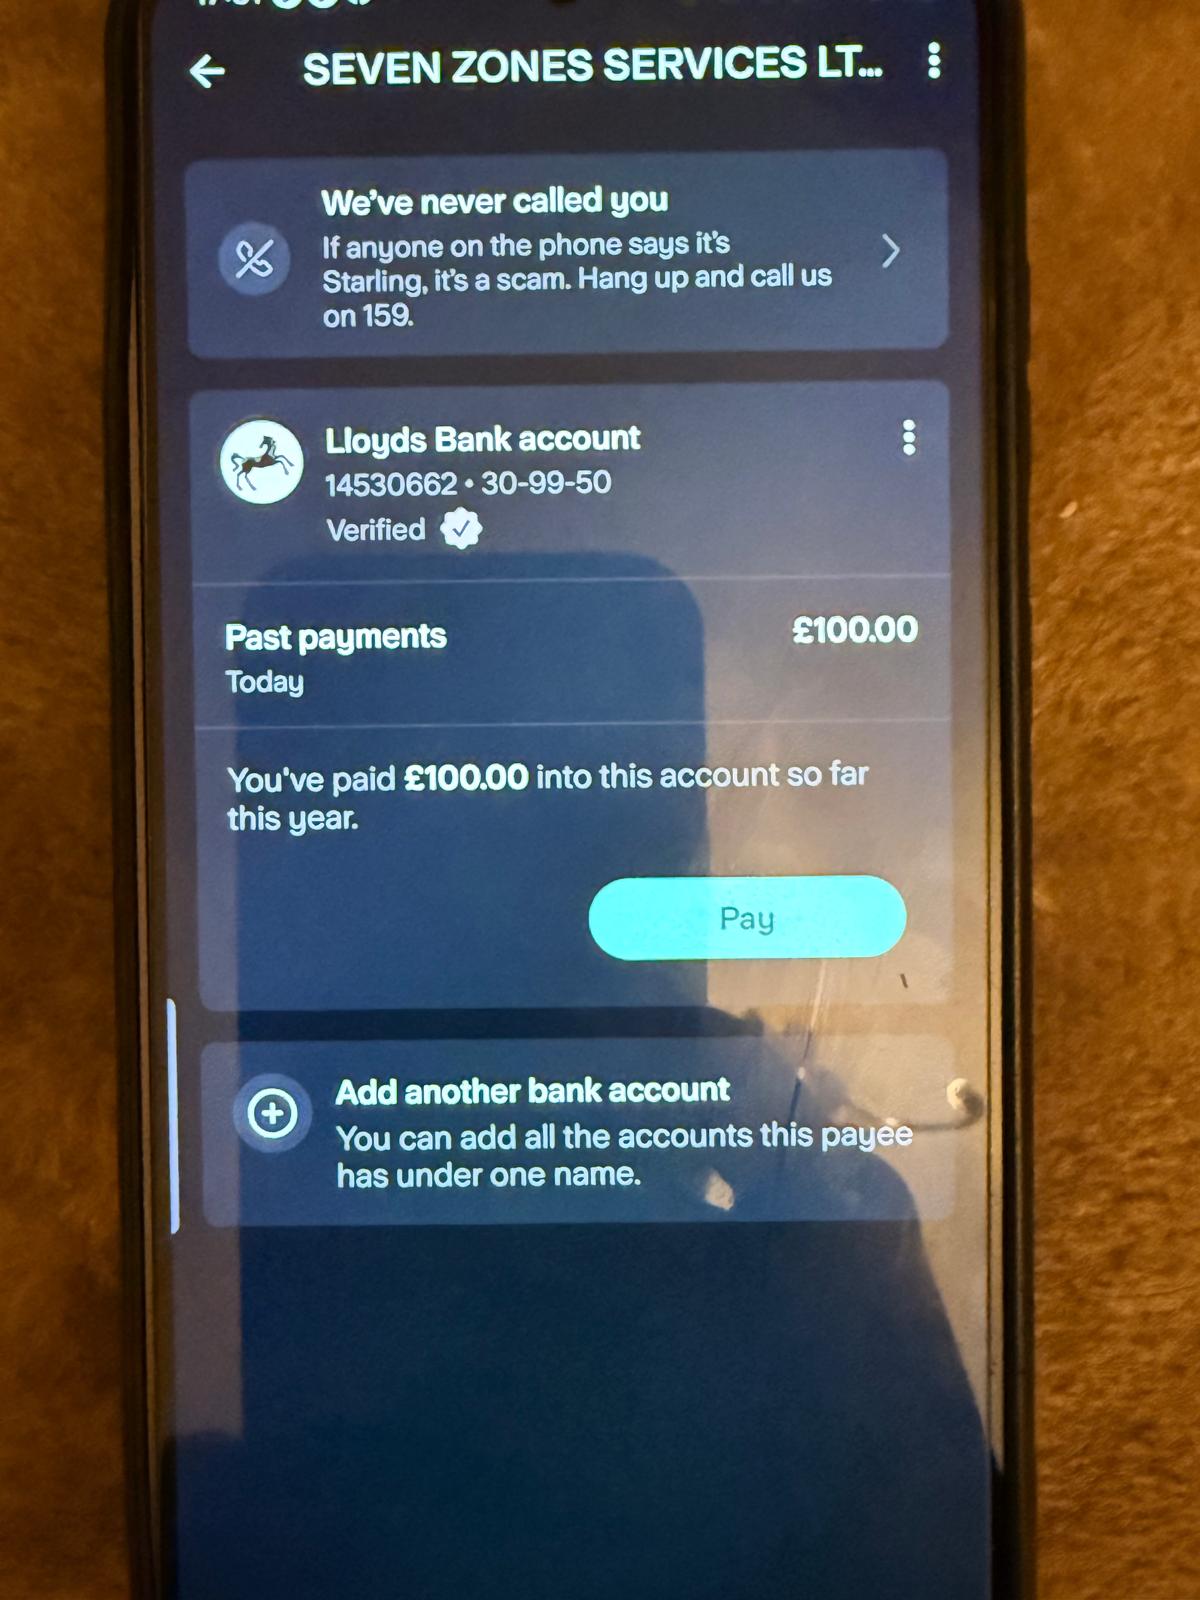 SEVEN ZONES SERVICES LT...
We've never called you
If anyone on the phone says it's
Starling, it's a scam. Hang up and call us
on 159.
Lloyds Bank account
14530662 • 30-99-50
Verified
Past payments
£100.00
Today
You've paid £100.00 into this account so far
this year.
Pay
Add another bank account
You can add all the accounts this payee
has under one name.